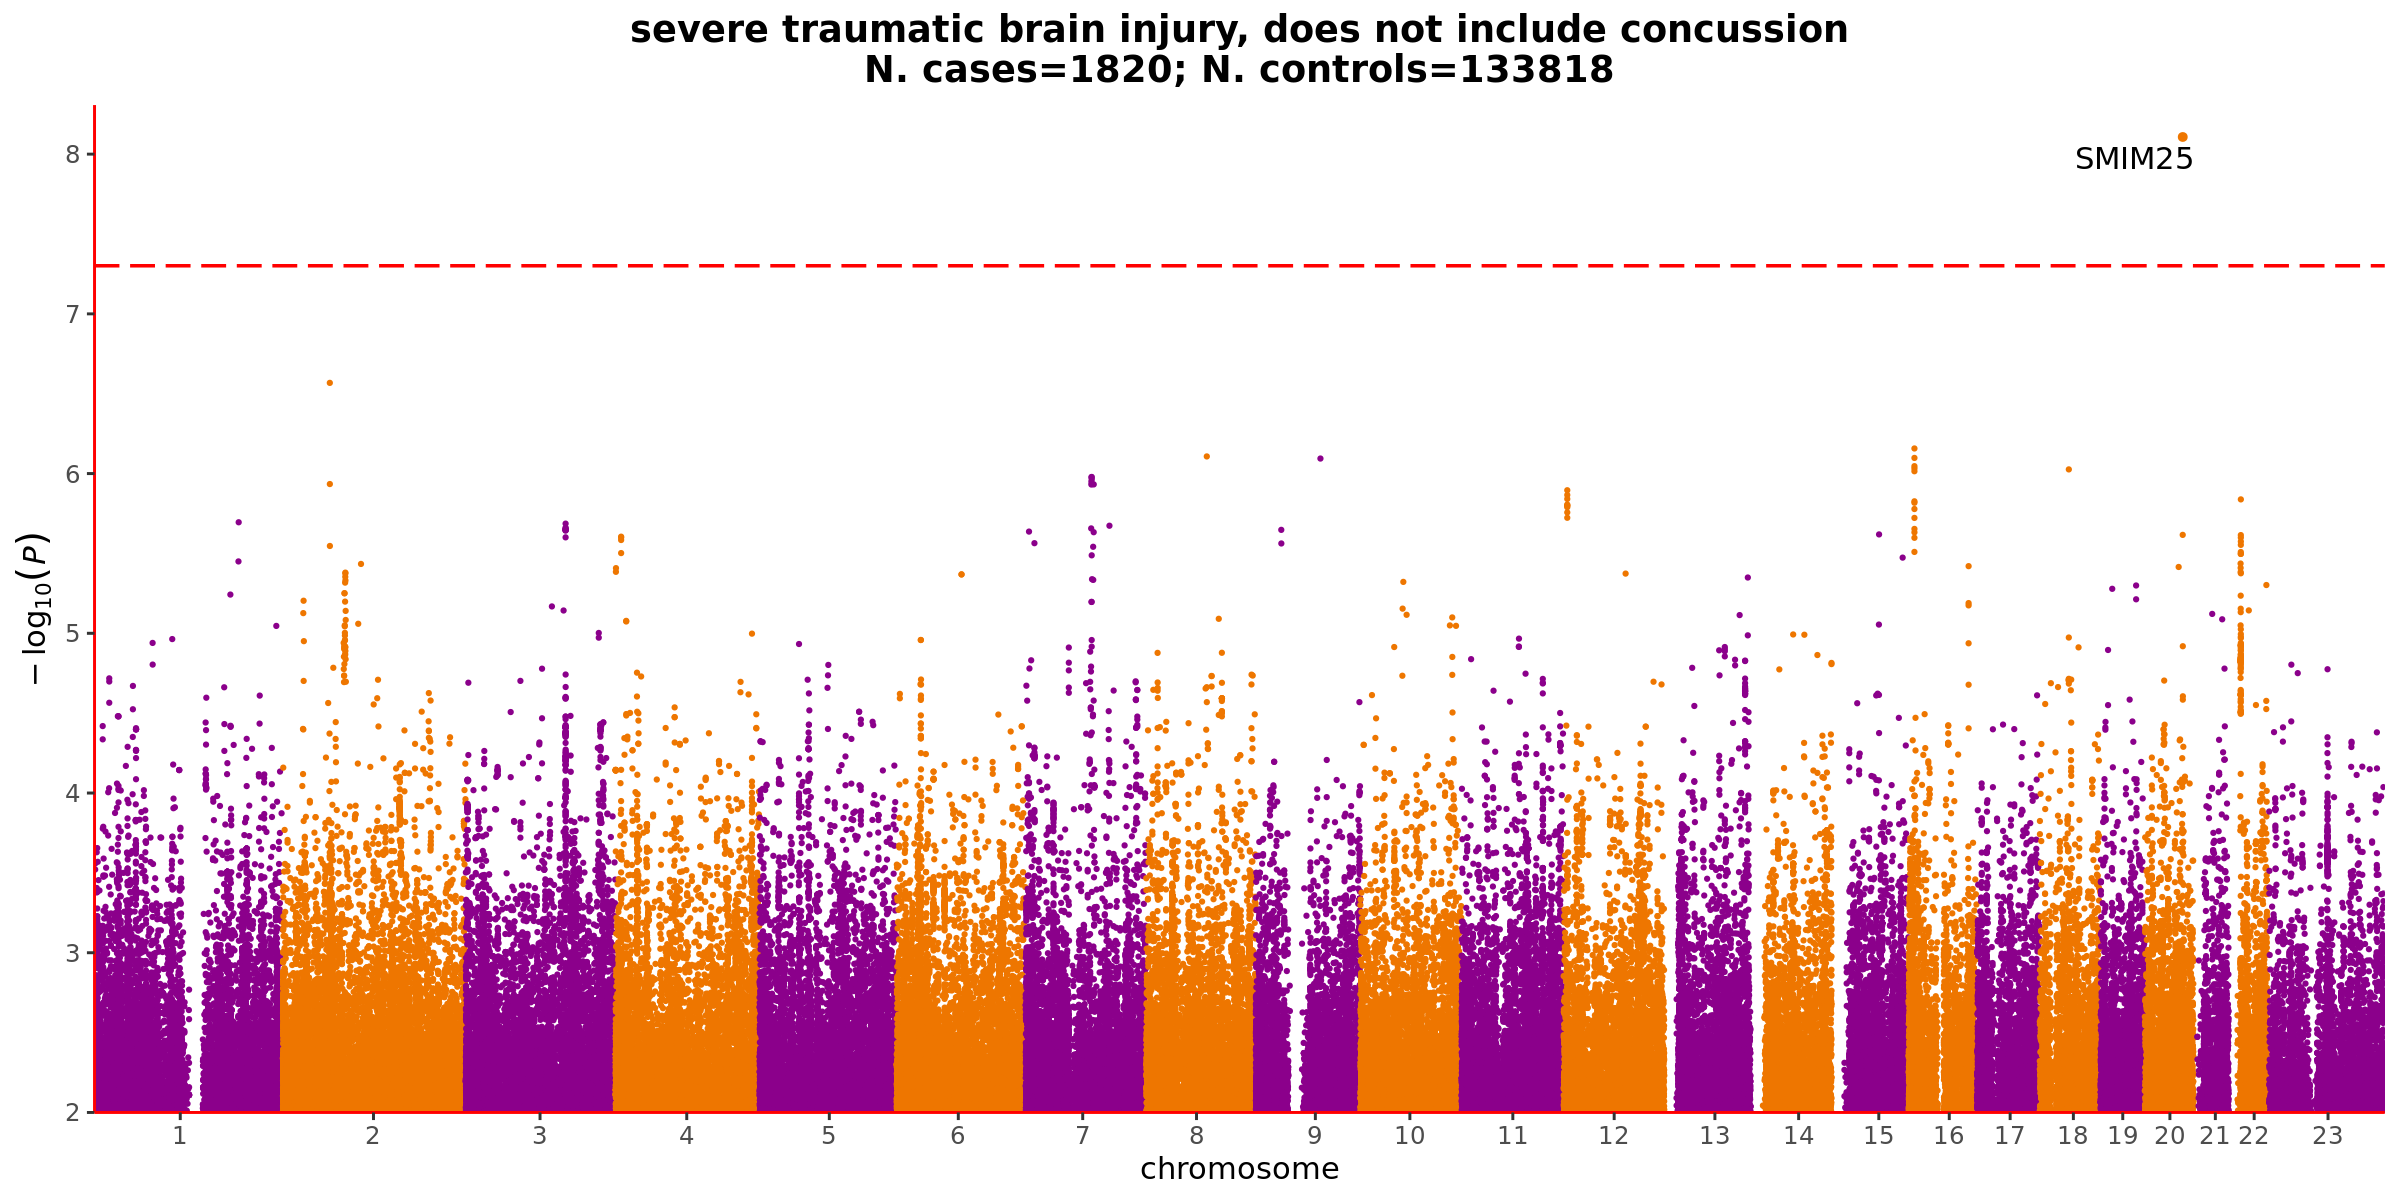 severe traumatic brain injury, does not include concussion
N. cases=1820; N. controls=133818
8
SMIM25
7
6
5
4
3
2
− log10(P)
1 2 3 4 5 6 7 8 9 10 11 12 13 14 15 16 17 18 19 20 21 22 23
chromosome